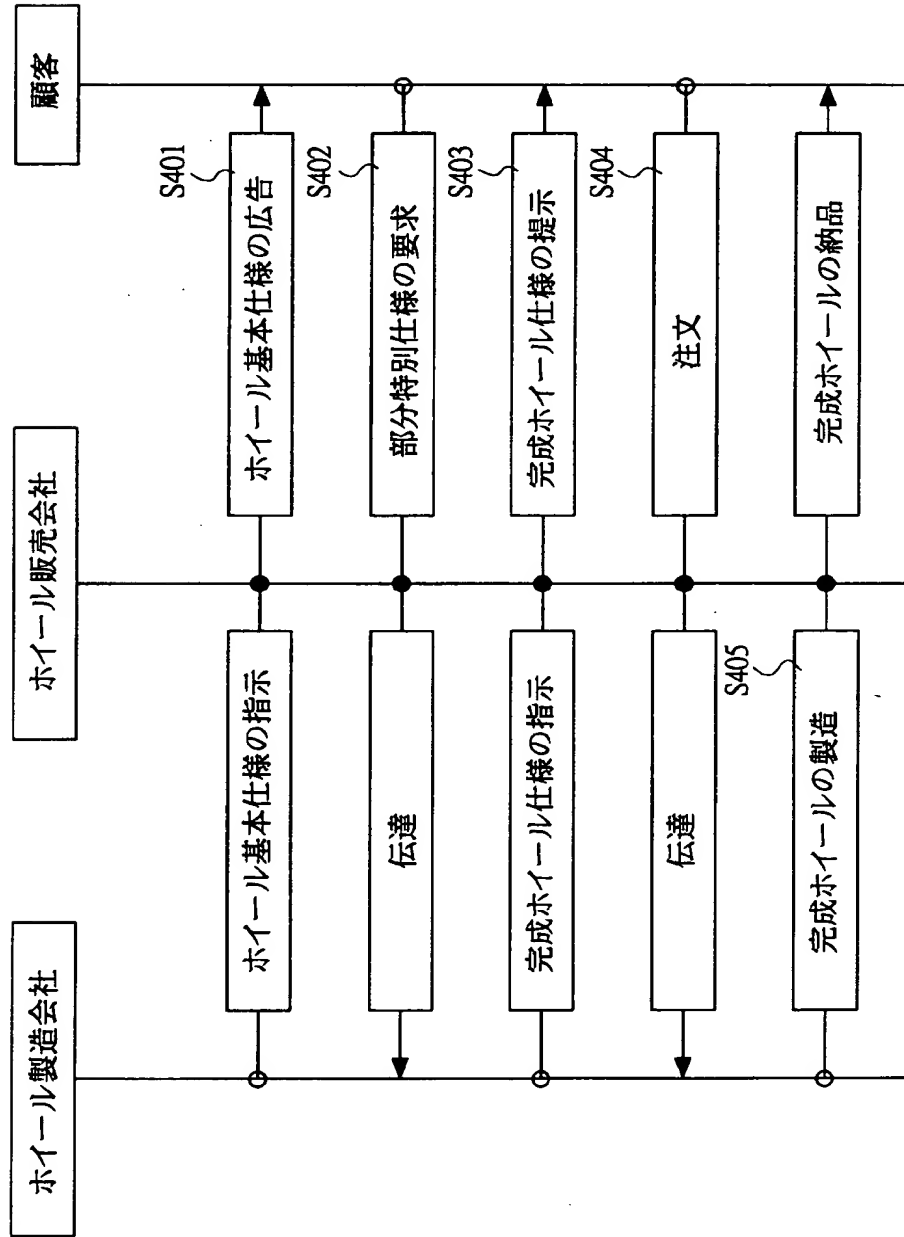 ホイール製造会社
ホイール販売会社
顧客
ホイール基本仕様の指示
ホイール基本仕様の広告
S401
伝達
部分特別仕様の要求
S402
完成ホイール仕様の指示
完成ホイール仕様の提示
S403
伝達
注文
S404
完成ホイールの製造
S405
完成ホイールの納品